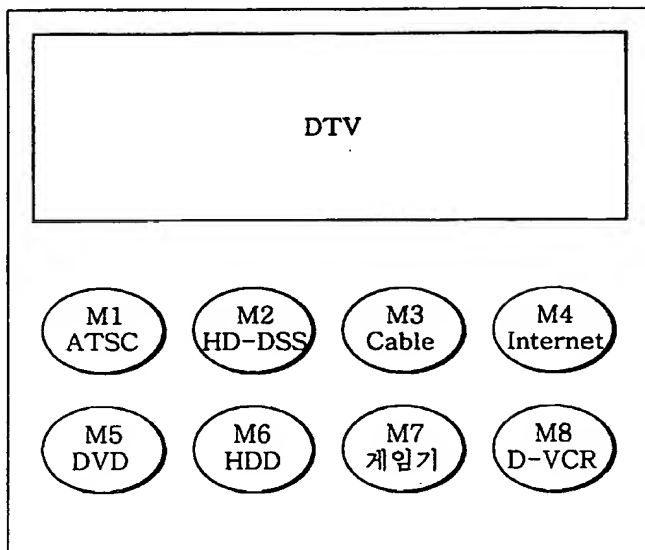 DTV
M1
ATSC
M2
HD-DSS
M3
Cable
M4
Internet
M5
DVD
M6
HDD
M7
게임기
M8
D-VCR